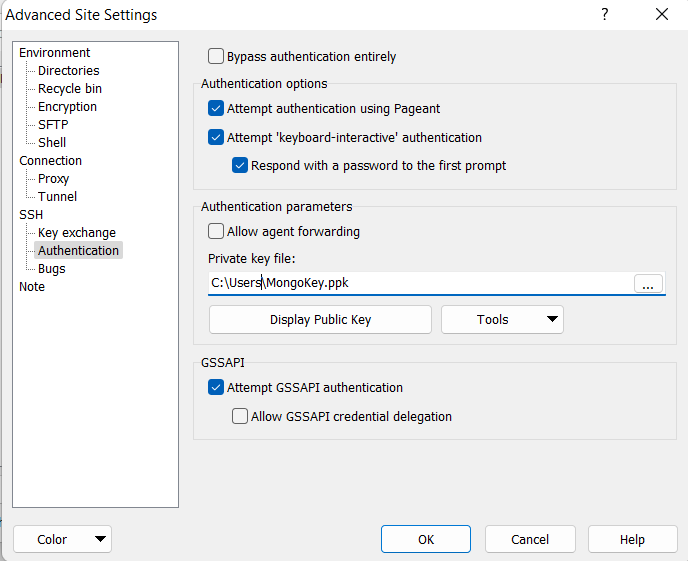 Advanced Site Settings
?
Environment
Directories
Recycle bin
Encryption
SFTP
Shell
Connection
Proxy
Tunnel
SSH
Key exchange
Authentication
Bugs
Note
Bypass authentication entirely
Authentication options
Attempt authentication using Pageant
Attempt 'keyboard-interactive' authentication
Respond with a password to the first prompt
Authentication parameters
Allow agent forwarding
Private key file:
C:\Users\MongoKey.ppk
...
Display Public Key
Tools
GSSAPI
Attempt GSSAPI authentication
Allow GSSAPI credential delegation
Color
OK
Cancel
Help